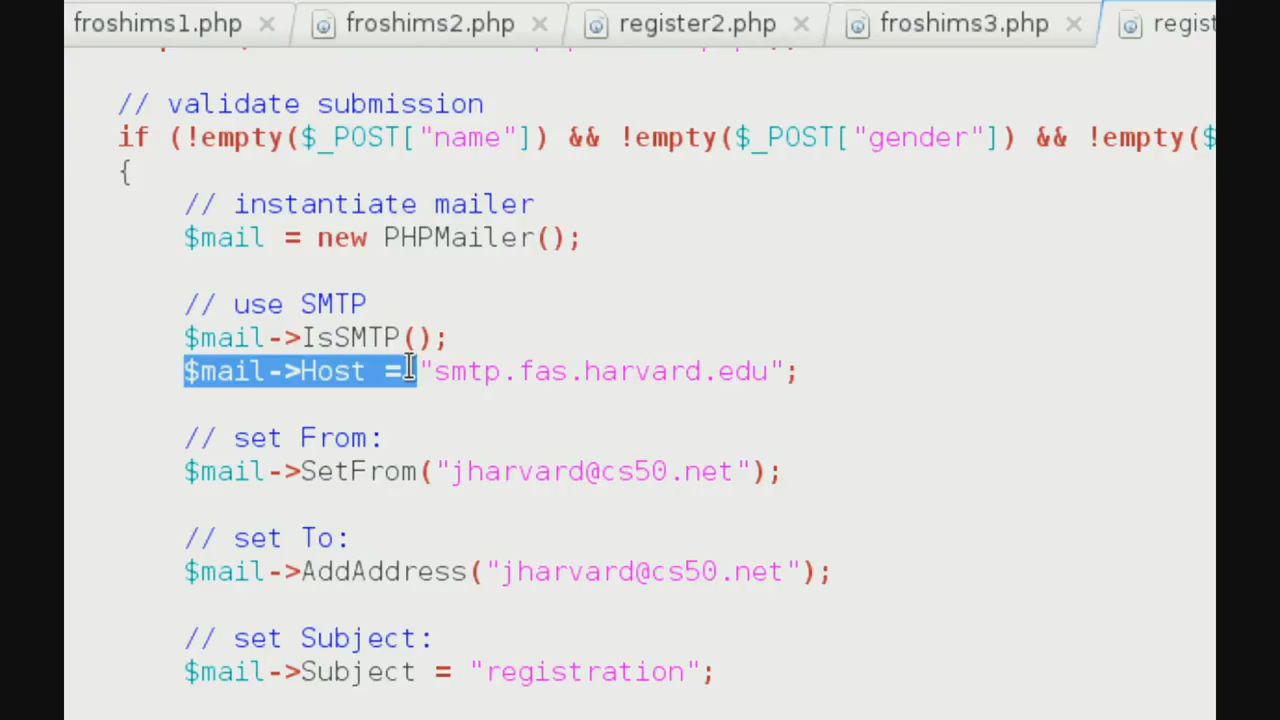 froshims1.php froshims2.php register2.php froshims3.php regist
// validate submission
if (!empty($_POST["name"]) && !empty($_POST["gender"]) && !empty($
{
// instantiate mailer
$mail = new PHPMailer();
// use SMTP
$mail->IsSMTP();
$mail->Host = "smtp.fas.harvard.edu";
// set From:
$mail->SetFrom("jharvard@cs50.net");
// set To:
$mail->AddAddress("jharvard@cs50.net");
// set Subject:
$mail->Subject = "registration";